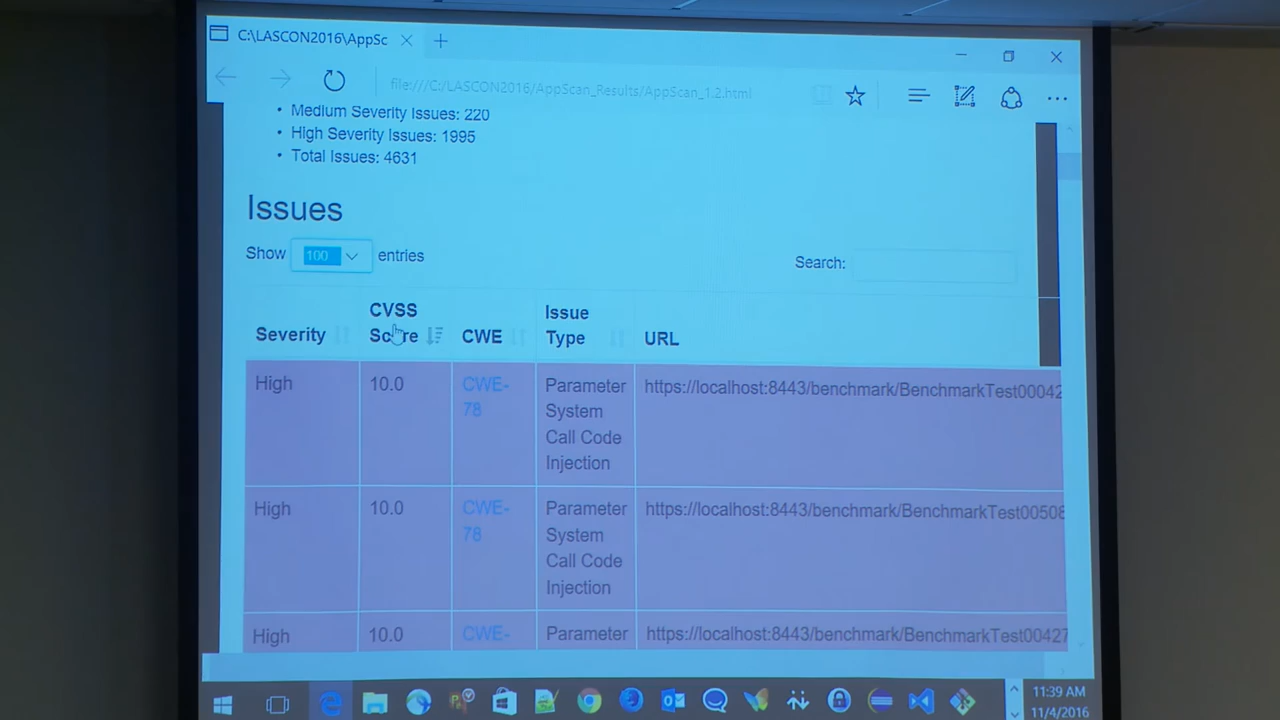 C:\LASCON2016\AppSc
file:///C:/LASCON2016/AppScan_Results/AppScan_1.2.html
• Medium Severity Issues: 220
• High Severity Issues: 1995
• Total Issues: 4631
Issues
Show 100 entries
Search:
Severity CVSS Score CWE Issue Type URL
High 10.0 CWE-78 Parameter System Call Code Injection https://localhost:8443/benchmark/BenchmarkTest00042
High 10.0 CWE-78 Parameter System Call Code Injection https://localhost:8443/benchmark/BenchmarkTest00508
High 10.0 CWE- Parameter https://localhost:8443/benchmark/BenchmarkTest00427
11:39 AM
11/4/2016